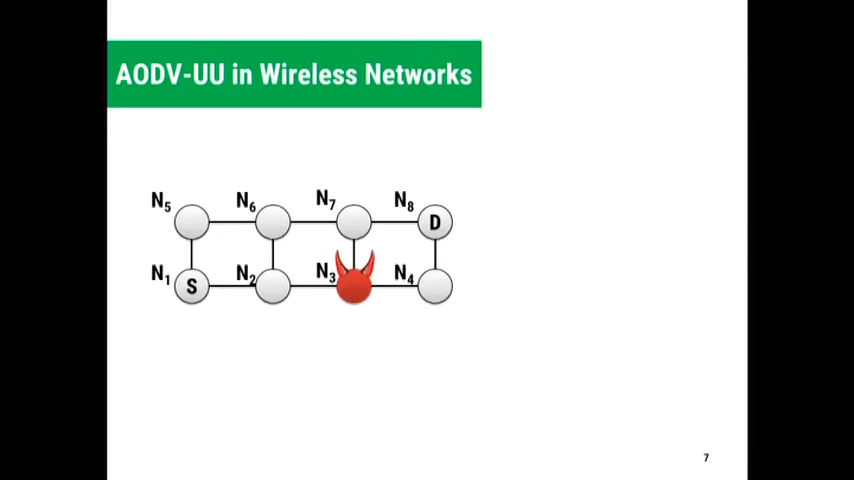 AODV-UU in Wireless Networks
N5 N6 N7 N8 D
N1 S N2 N3 N4
7